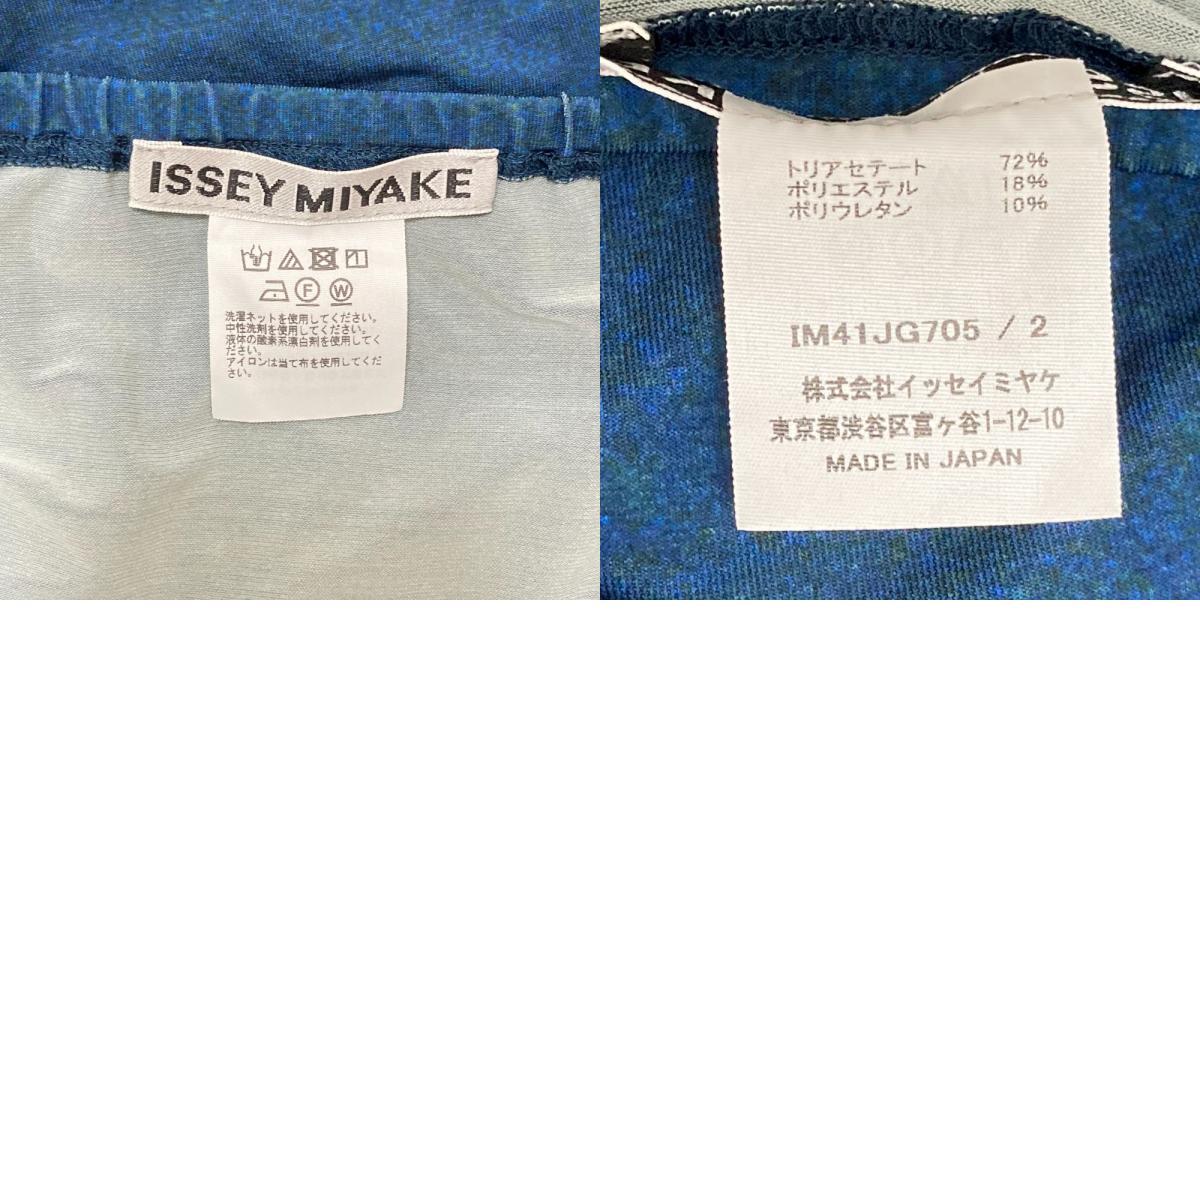 ISSEY MIYAKE
洗濯ネットを使用してください。
中性洗剤を使用してください。
液体の酸素系漂白剤を使用してく
ださい。
アイロンは当て布を使用してくだ
さい。
トリアセテート 72%
ポリエステル 18%
ポリウレタン 10%
IM41JG705 / 2
株式会社イッセイミヤケ
東京都渋谷区富ヶ谷1-12-10
MADE IN JAPAN